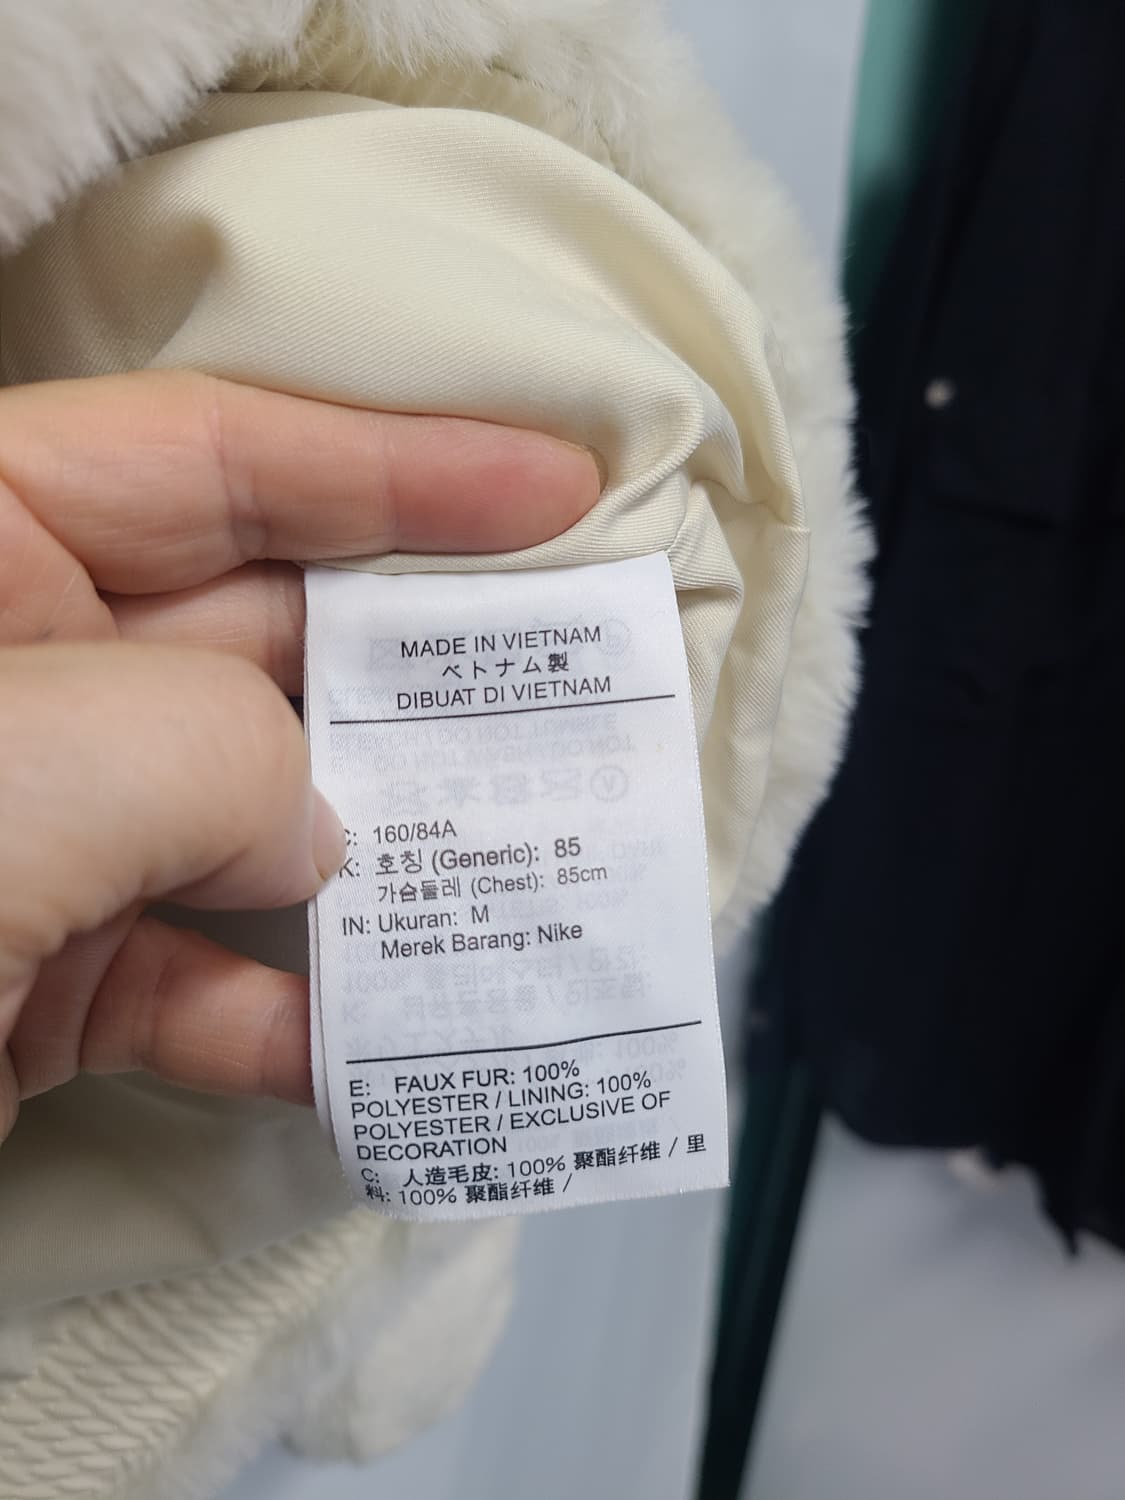 MADE IN VIETNAM
ベトナム製
DIBUAT DI VIETNAM
C: 160/84A
K: 호칭 (Generic): 85
가슴둘레 (Chest): 85cm
IN: Ukuran: M
Merek Barang: Nike
E: FAUX FUR: 100%
POLYESTER / LINING: 100%
POLYESTER / EXCLUSIVE OF
DECORATION
C: 人造毛皮: 100% 聚酯纤维 / 里
料: 100% 聚酯纤维 /